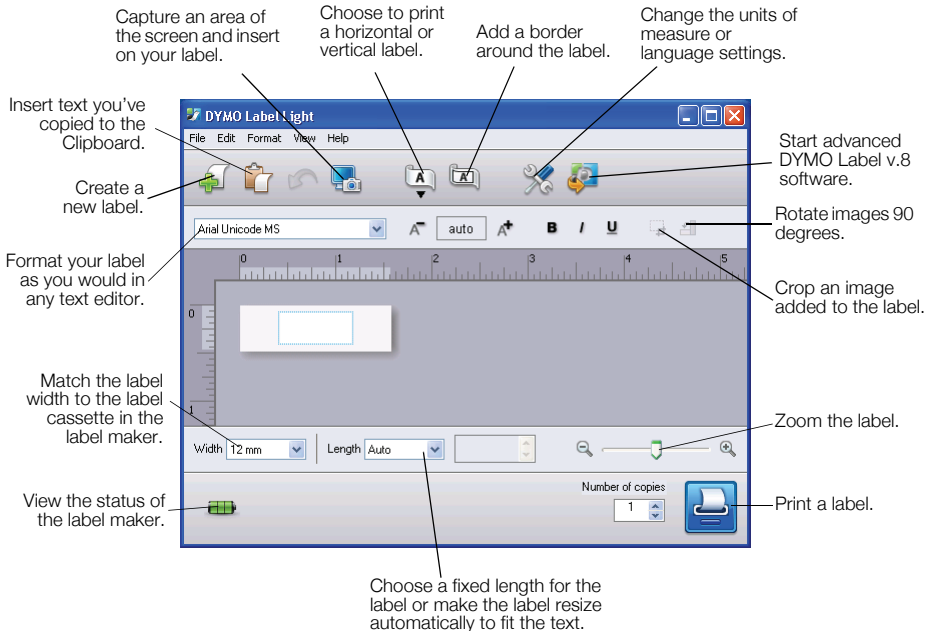 Capture an area of
the screen and insert
on your label.
Choose to print
a horizontal or
vertical label.
Add a border
around the label.
Change the units of
measure or
language settings.
Insert text you've
copied to the
Clipboard.
Create a
new label.
Format your label
as you would in
any text editor.
Match the label
width to the label
cassette in the
label maker.
View the status of
the label maker.
DYMO Label Light
File Edit Format View Help
A A
Arial Unicode MS A auto A B I U
0 1 2 3 4 5
0
1
Width 12 mm Length Auto
Number of copies
1
Start advanced
DYMO Label v.8
software.
Rotate images 90
degrees.
Crop an image
added to the label.
Zoom the label.
Print a label.
Choose a fixed length for the
label or make the label resize
automatically to fit the text.